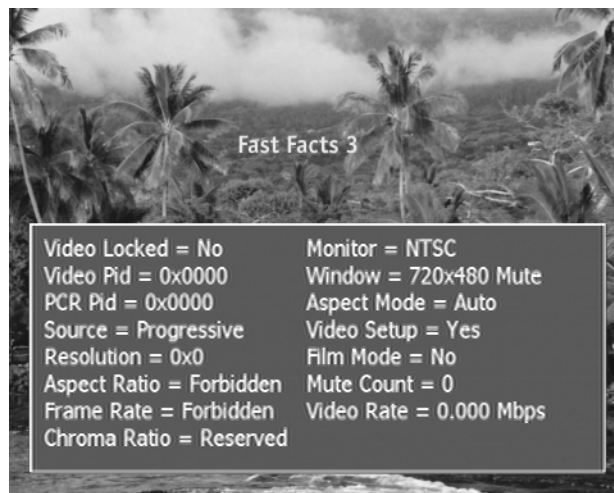 Fast Facts 3
Video Locked = No
Video Pid = 0x0000
PCR Pid = 0x0000
Source = Progressive
Resolution = 0x0
Aspect Ratio = Forbidden
Frame Rate = Forbidden
Chroma Ratio = Reserved
Monitor = NTSC
Window = 720x480 Mute
Aspect Mode = Auto
Video Setup = Yes
Film Mode = No
Mute Count = 0
Video Rate = 0.000 Mbps